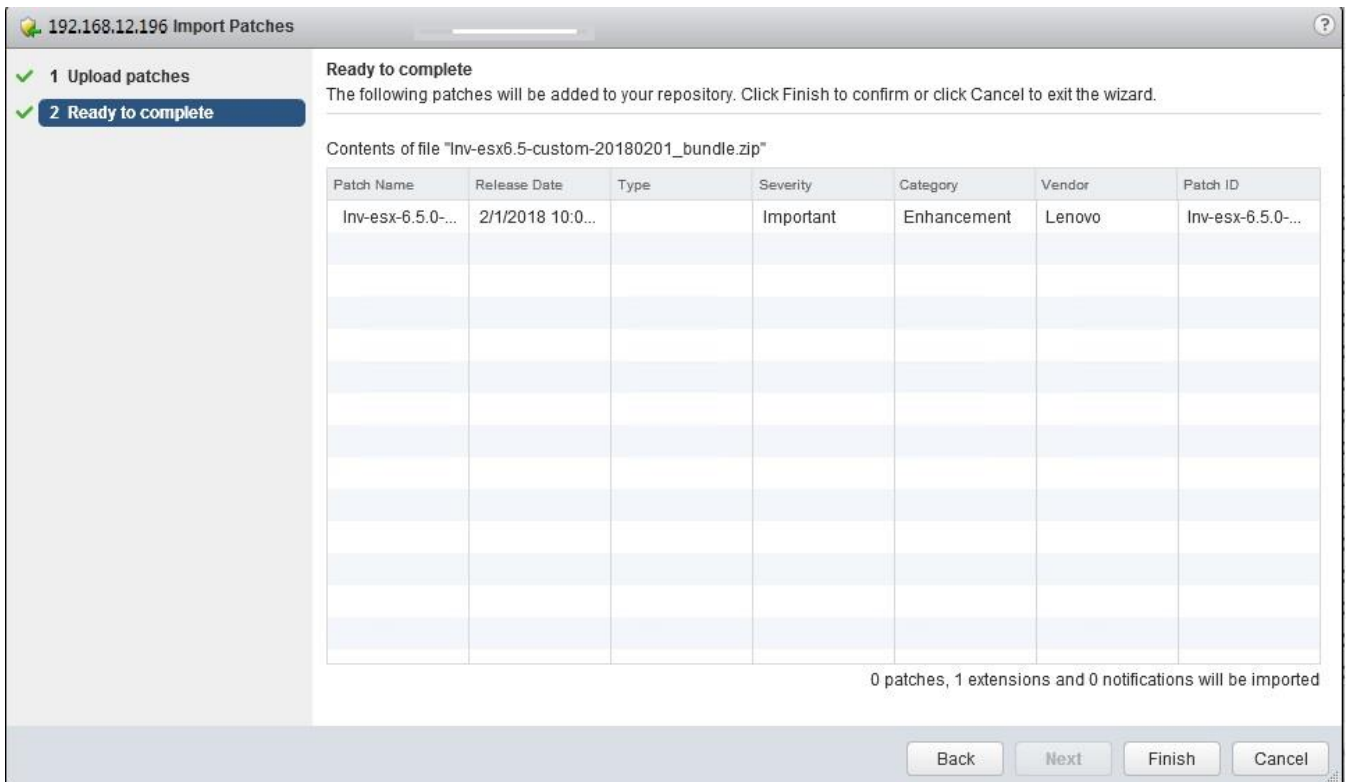 192.168.12.196 Import Patches
?
1 Upload patches
2 Ready to complete
Ready to complete
The following patches will be added to your repository. Click Finish to confirm or click Cancel to exit the wizard.
Contents of file "lnv-esx6.5-custom-20180201_bundle.zip"
Patch Name Release Date Type Severity Category Vendor Patch ID
lnv-esx-6.5.0-... 2/1/2018 10:0... Important Enhancement Lenovo lnv-esx-6.5.0-...
0 patches, 1 extensions and 0 notifications will be imported
Back Next Finish Cancel